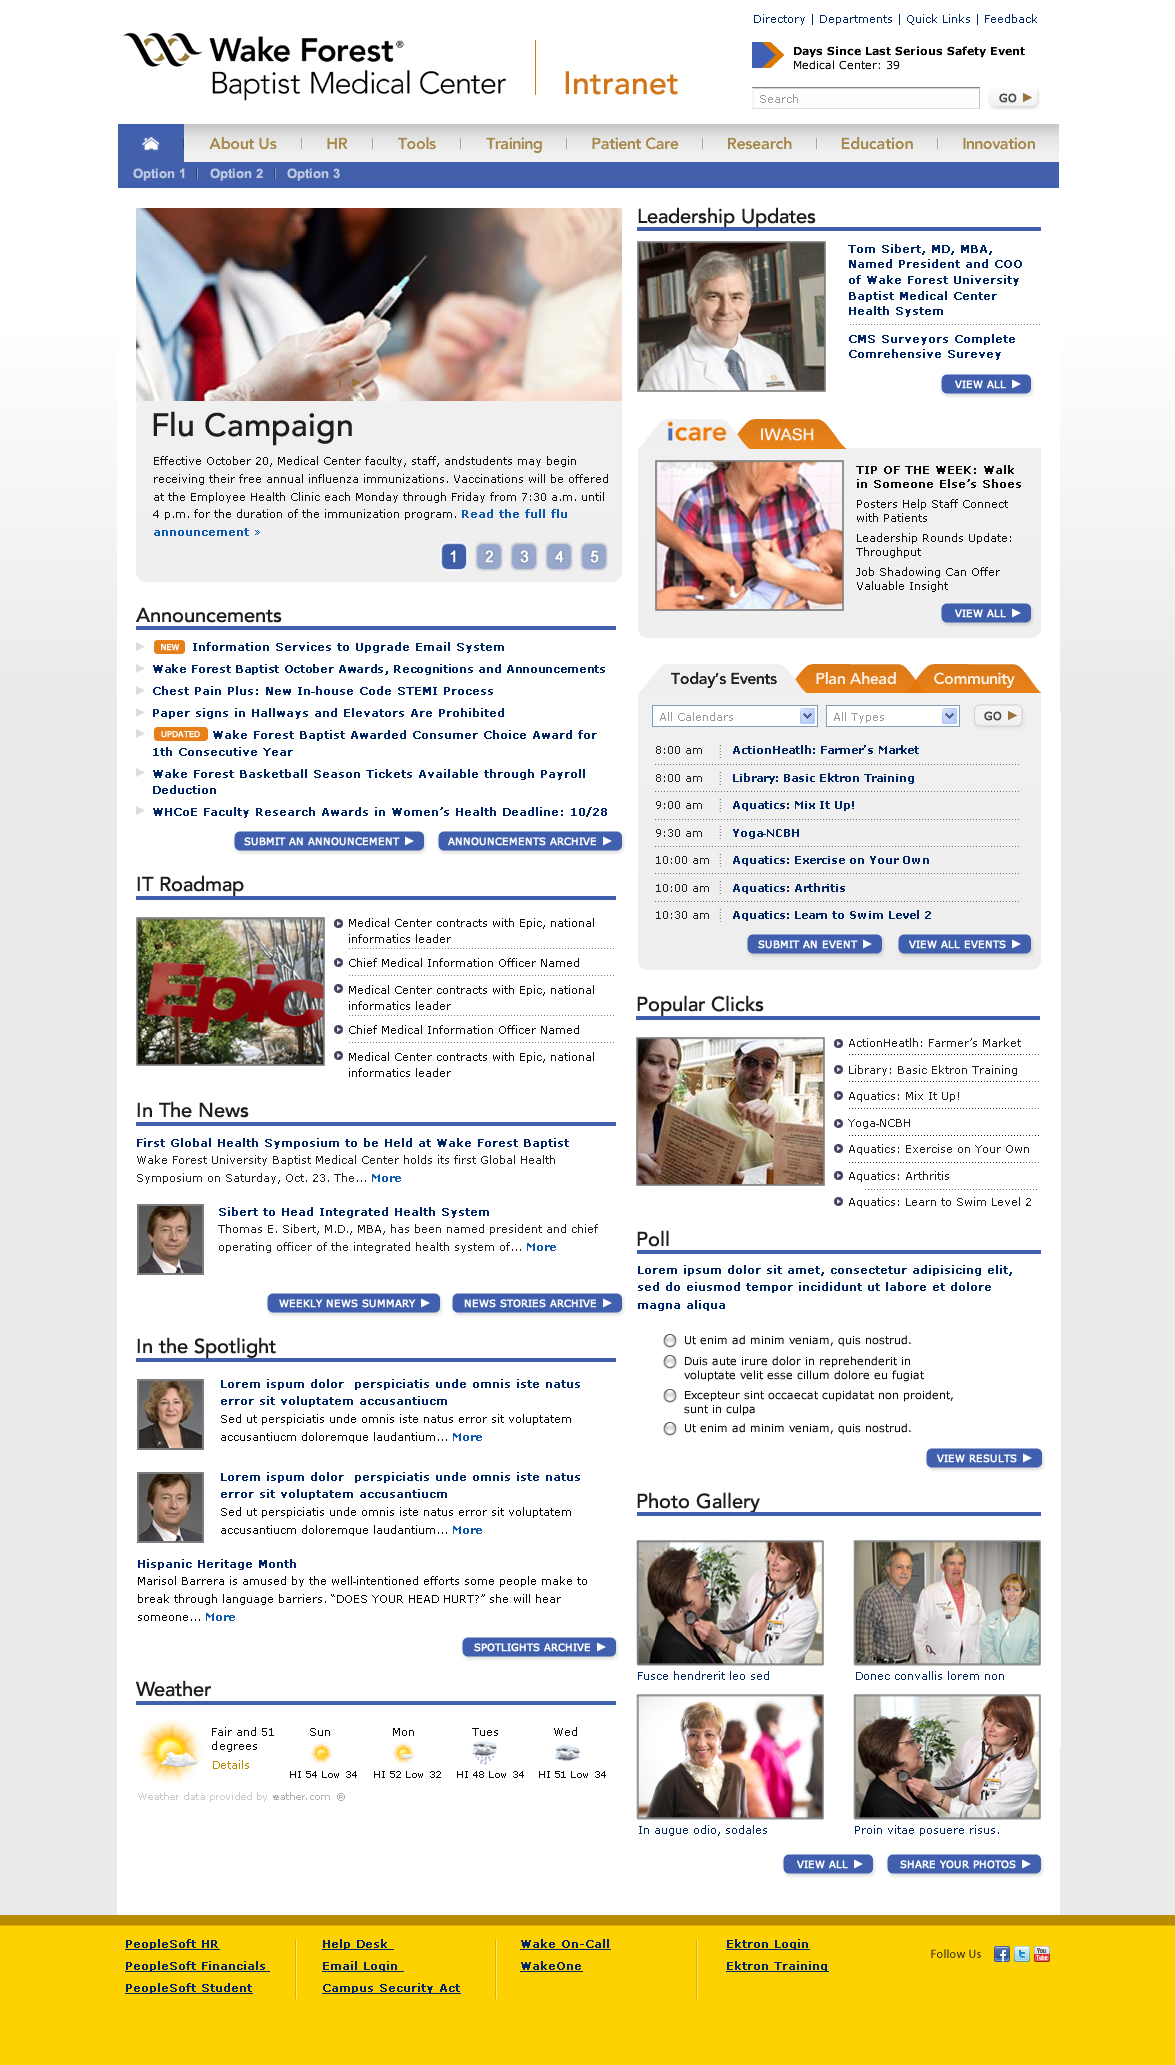 Directory | Departments | Quick Links | Feedback
Wake Forest®
Baptist Medical Center
Intranet
Days Since Last Serious Safety Event
Medical Center: 39
Search
GO
About Us
HR
Tools
Training
Patient Care
Research
Education
Innovation
Option 1
Option 2
Option 3
Flu Campaign
Effective October 20, Medical Center faculty, staff, andstudents may begin
receiving their free annual influenza immunizations. Vaccinations will be offered
at the Employee Health Clinic each Monday through Friday from 7:30 a.m. until
4 p.m. for the duration of the immunization program. Read the full flu
announcement »
1 2 3 4 5
Leadership Updates
Tom Sibert, MD, MBA,
Named President and COO
of Wake Forest University
Baptist Medical Center
Health System
CMS Surveyors Complete
Comrehensive Surevey
VIEW ALL
icare
IWASH
TIP OF THE WEEK: Walk
in Someone Else's Shoes
Posters Help Staff Connect
with Patients
Leadership Rounds Update:
Throughput
Job Shadowing Can Offer
Valuable Insight
VIEW ALL
Announcements
NEW Information Services to Upgrade Email System
Wake Forest Baptist October Awards, Recognitions and Announcements
Chest Pain Plus: New In-house Code STEMI Process
Paper signs in Hallways and Elevators Are Prohibited
UPDATED Wake Forest Baptist Awarded Consumer Choice Award for
1th Consecutive Year
Wake Forest Basketball Season Tickets Available through Payroll
Deduction
WHCoE Faculty Research Awards in Women's Health Deadline: 10/28
SUBMIT AN ANNOUNCEMENT
ANNOUNCEMENTS ARCHIVE
Today's Events
Plan Ahead
Community
All Calendars
All Types
GO
8:00 am ActionHeatlh: Farmer's Market
8:00 am Library: Basic Ektron Training
9:00 am Aquatics: Mix It Up!
9:30 am Yoga-NCBH
10:00 am Aquatics: Exercise on Your Own
10:00 am Aquatics: Arthritis
10:30 am Aquatics: Learn to Swim Level 2
SUBMIT AN EVENT
VIEW ALL EVENTS
IT Roadmap
Epic
Medical Center contracts with Epic, national
informatics leader
Chief Medical Information Officer Named
Medical Center contracts with Epic, national
informatics leader
Chief Medical Information Officer Named
Medical Center contracts with Epic, national
informatics leader
Popular Clicks
ActionHeatlh: Farmer's Market
Library: Basic Ektron Training
Aquatics: Mix It Up!
Yoga-NCBH
Aquatics: Exercise on Your Own
Aquatics: Arthritis
Aquatics: Learn to Swim Level 2
In The News
First Global Health Symposium to be Held at Wake Forest Baptist
Wake Forest University Baptist Medical Center holds its first Global Health
Symposium on Saturday, Oct. 23. The... More
Sibert to Head Integrated Health System
Thomas E. Sibert, M.D., MBA, has been named president and chief
operating officer of the integrated health system of... More
WEEKLY NEWS SUMMARY
NEWS STORIES ARCHIVE
Poll
Lorem ipsum dolor sit amet, consectetur adipisicing elit,
sed do eiusmod tempor incididunt ut labore et dolore
magna aliqua
Ut enim ad minim veniam, quis nostrud.
Duis aute irure dolor in reprehenderit in
voluptate velit esse cillum dolore eu fugiat
Excepteur sint occaecat cupidatat non proident,
sunt in culpa
Ut enim ad minim veniam, quis nostrud.
VIEW RESULTS
In the Spotlight
Lorem ispum dolor perspiciatis unde omnis iste natus
error sit voluptatem accusantiucm
Sed ut perspiciatis unde omnis iste natus error sit voluptatem
accusantiucm doloremque laudantium... More
Lorem ispum dolor perspiciatis unde omnis iste natus
error sit voluptatem accusantiucm
Sed ut perspiciatis unde omnis iste natus error sit voluptatem
accusantiucm doloremque laudantium... More
Hispanic Heritage Month
Marisol Barrera is amused by the well-intentioned efforts some people make to
break through language barriers. "DOES YOUR HEAD HURT?" she will hear
someone... More
SPOTLIGHTS ARCHIVE
Photo Gallery
Fusce hendrerit leo sed
Donec convallis lorem non
In augue odio, sodales
Proin vitae posuere risus.
VIEW ALL
SHARE YOUR PHOTOS
Weather
Fair and 51
degrees
Details
Sun
HI 54 Low 34
Mon
HI 52 Low 32
Tues
HI 48 Low 34
Wed
HI 51 Low 34
Weather data provided by eather.com ®
PeopleSoft HR
PeopleSoft Financials
PeopleSoft Student
Help Desk
Email Login
Campus Security Act
Wake On-Call
WakeOne
Ektron Login
Ektron Training
Follow Us
f
t
You
Tube